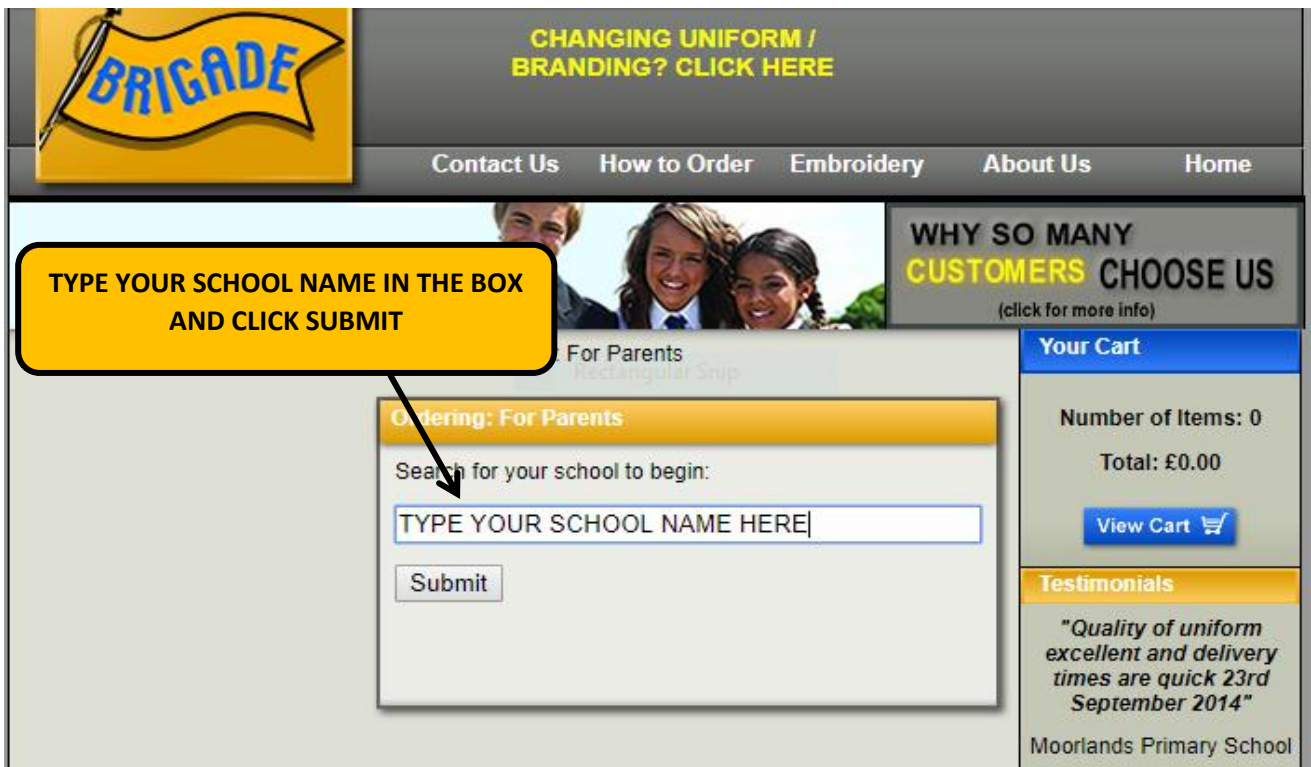 BRIGADE
CHANGING UNIFORM /
BRANDING? CLICK HERE
Contact Us How to Order Embroidery About Us Home
WHY SO MANY
CUSTOMERS CHOOSE US
(click for more info)
TYPE YOUR SCHOOL NAME IN THE BOX
AND CLICK SUBMIT
: For Parents
Rectangular Snip
Ordering: For Parents
Search for your school to begin:
TYPE YOUR SCHOOL NAME HERE
Submit
Your Cart
Number of Items: 0
Total: £0.00
View Cart
Testimonials
"Quality of uniform
excellent and delivery
times are quick 23rd
September 2014"
Moorlands Primary School